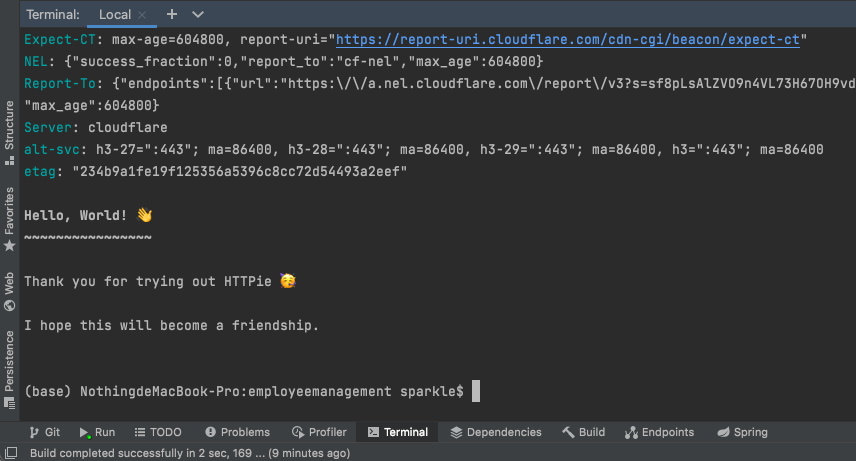 Terminal: Local × + 
Expect-CT: max-age=604800, report-uri="https://report-uri.cloudflare.com/cdn-cgi/beacon/expect-ct"
NEL: {"success_fraction":0,"report_to":"cf-nel","max_age":604800}
Report-To: {"endpoints":[{"url":"https:\/\/a.nel.cloudflare.com\/report\/v3?s=sf8pLsAlZVO9n4VL73H67OH9vd
"max_age":604800}
Server: cloudflare
alt-svc: h3-27=":443"; ma=86400, h3-28=":443"; ma=86400, h3-29=":443"; ma=86400, h3=":443"; ma=86400
etag: "234b9a1fe19f125356a5396c8cc72d54493a2eef"
Hello, World! 👋
~~~~~~~~~~~~~~~~
Thank you for trying out HTTPie 🥳
I hope this will become a friendship.
(base) NothingdeMacBook-Pro:employeemanagement sparkle$
Structure
Favorites
Web
Persistence
Git Run TODO Problems Profiler Terminal Dependencies Build Endpoints Spring
Build completed successfully in 2 sec, 169 ... (9 minutes ago)